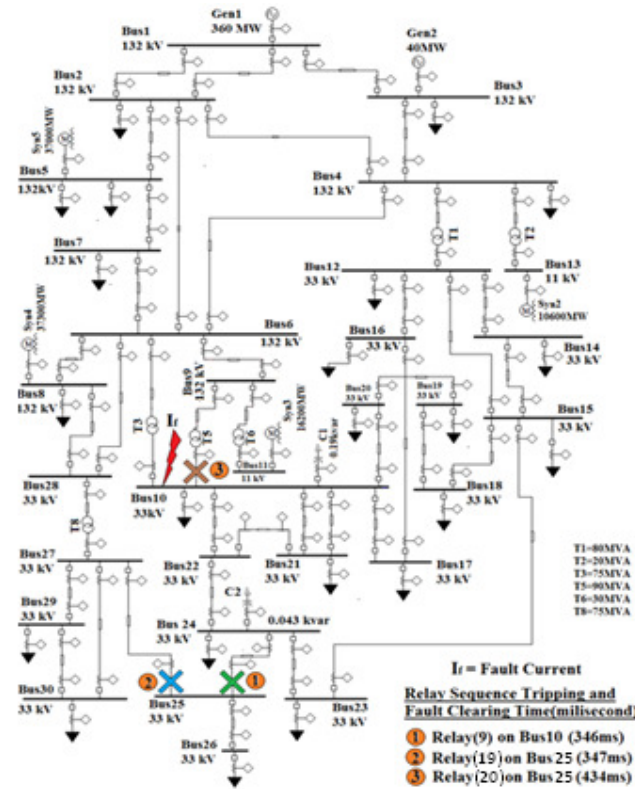 Gen1
360 MW
Bus1
132 kV
Gen2
40MW
Bus2
132 kV
Bus3
132 kV
Syn5
37000MW
Bus4
132 kV
Bus5
132kV
T1
T2
Bus7
132 kV
Bus12
33 kV
Bus13
11 kV
Syn4
37300MW
Syn2
10600MW
Bus6
132 kV
Bus16
33 kV
Bus14
33 kV
Bus9
132 kV
Bus8
132 kV
Syn3
16200MW
Bus20
33 kV
Bus19
33 kV
T3
If
T5
T6
C1
0.19kvar
Bus15
33 kV
Bus28
33 kV
3
Bus11
11 kV
Bus10
33kV
Bus18
33 kV
T8
Bus27
33 kV
Bus22
33 kV
Bus21
33 kV
Bus17
33 kV
T1=80MVA
T2=20MVA
T3=75MVA
T5=90MVA
T6=30MVA
T8=75MVA
C2
Bus29
33 kV
Bus 24
33 kV
0.043 kvar
Bus30
33 kV
2
1
Bus25
33 kV
Bus23
33 kV
Bus26
33 kV
If = Fault Current
Relay Sequence Tripping and
Fault Clearing Time(milisecond)
1 Relay(9) on Bus10 (346ms)
2 Relay(19) on Bus 25 (347ms)
3 Relay(20) on Bus 25 (434ms)